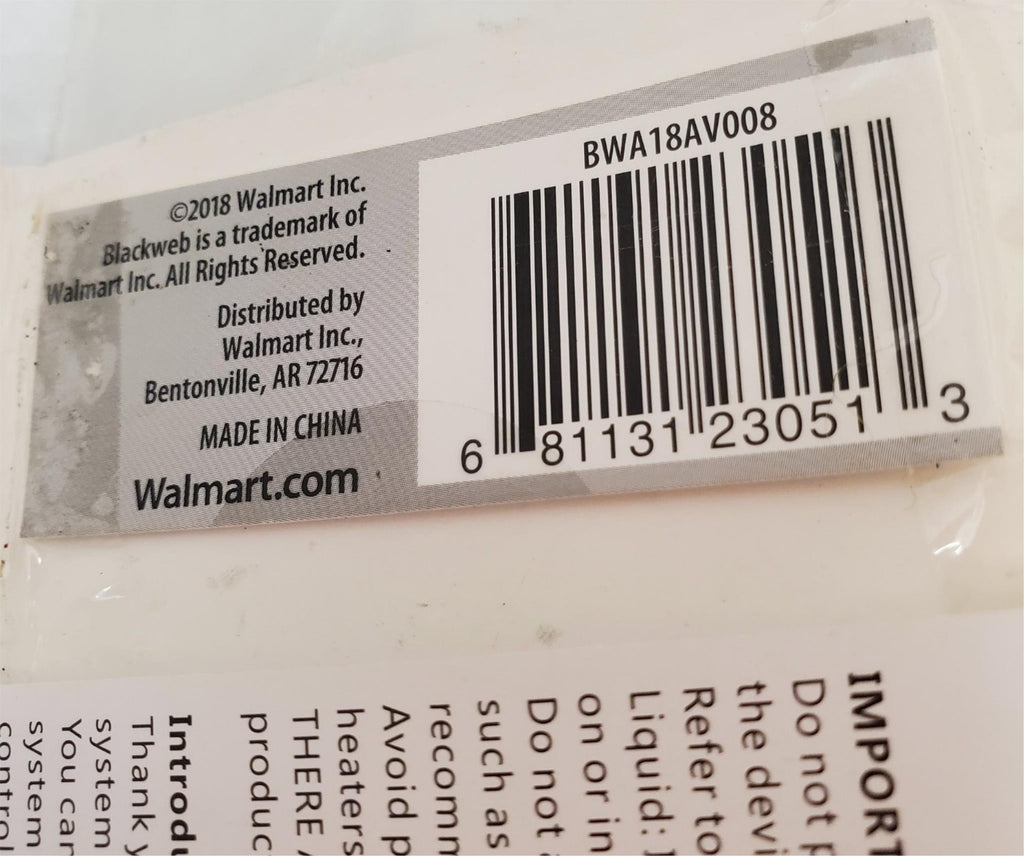 ©2018 Walmart Inc.
Blackweb is a trademark of
Walmart Inc. All Rights Reserved.
Distributed by
Walmart Inc.,
Bentonville, AR 72716
MADE IN CHINA
Walmart.com
BWA18AV008
6 81131 23051 3
IMPORT
Do not
the devi
Refer to
Liquid:
on or in
Do not
such as
recomm
Avoid p
heaters
THERE
produc
Introdu
Thank y
system
You can
system
control